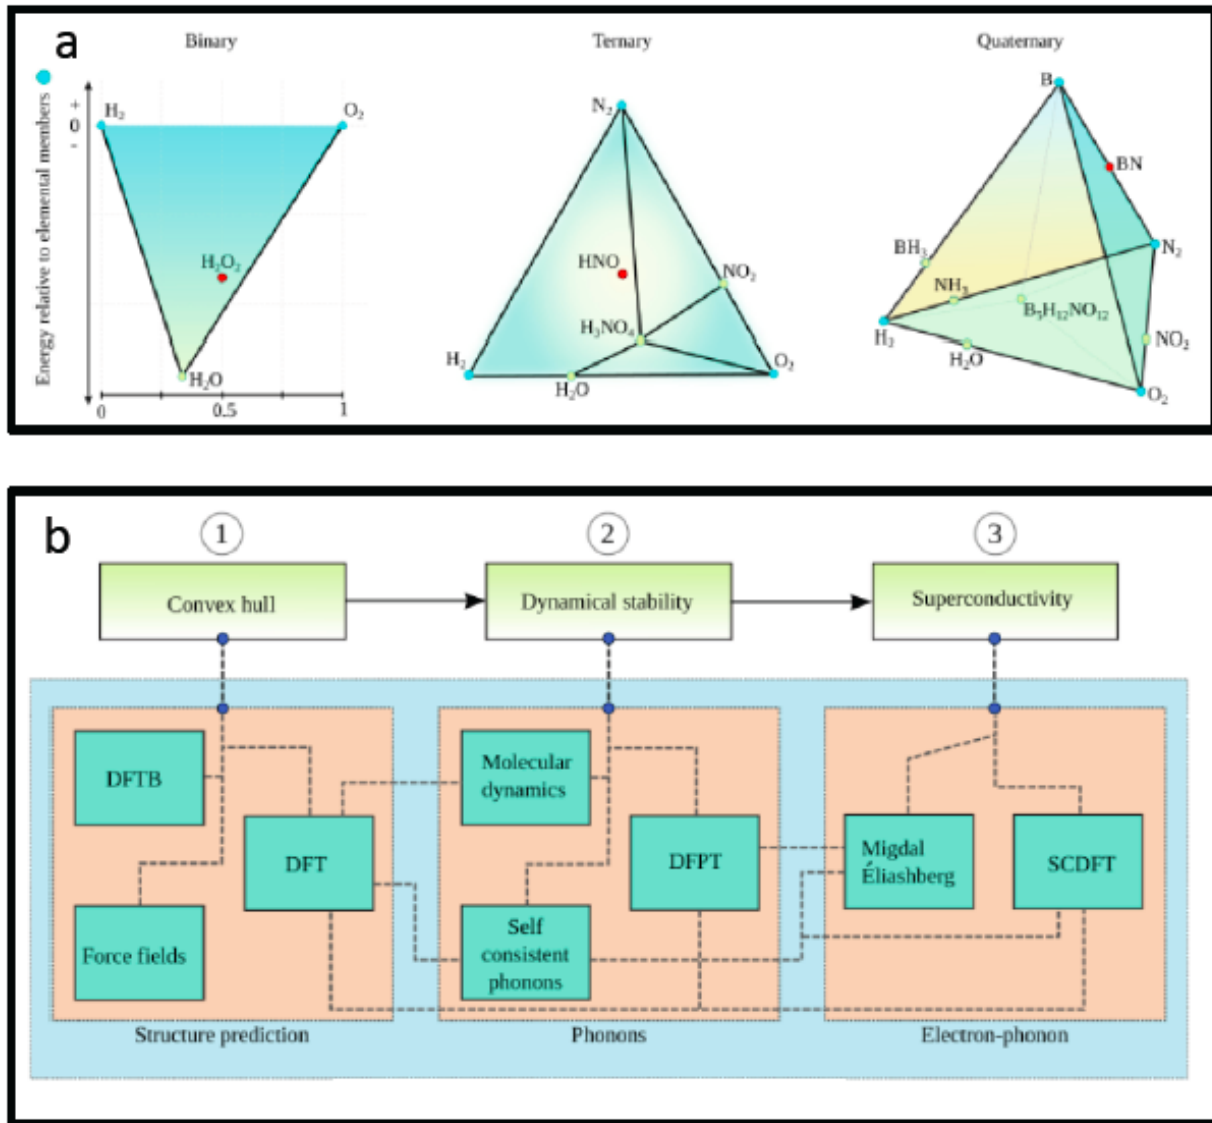 a
Binary
Ternary
Quaternary
Energy relative to elemental members
+
0
-
H₂
O₂
H₂O₂
H₂O
0
0.5
1
N₂
HNO
NO₂
H₃NO₄
H₂
H₂O
O₂
B
BN
N₂
BH₃
NH₃
B₅H₁₂NO₁₂
H₂
H₂O
NO₂
O₂
b
1
2
3
Convex hull
Dynamical stability
Superconductivity
DFTB
DFT
Force fields
Structure prediction
Molecular
dynamics
DFPT
Self
consistent
phonons
Phonons
Migdal
Éliashberg
SCDFT
Electron-phonon